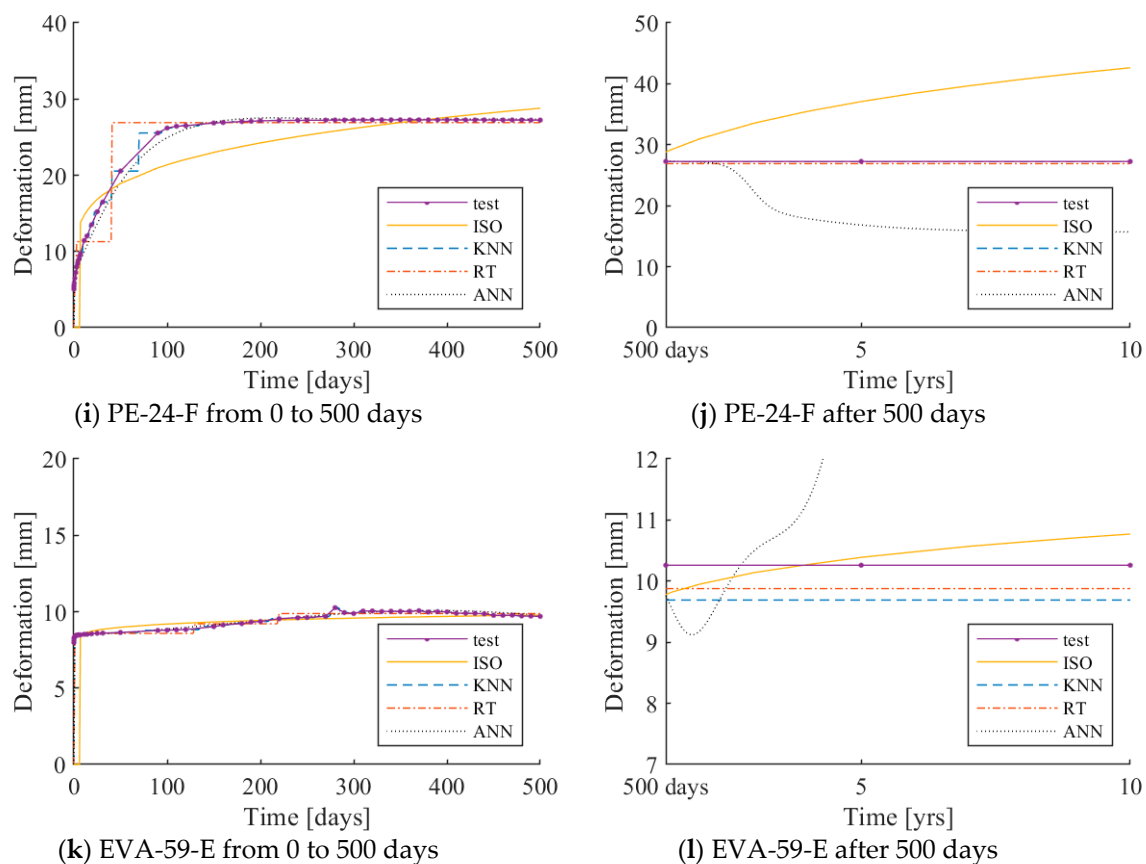 40
30
20
10
0
Deformation [mm]
test
ISO
KNN
RT
ANN
0 100 200 300 400 500
Time [days]
(i) PE-24-F from 0 to 500 days
50
40
30
20
10
0
Deformation [mm]
test
ISO
KNN
RT
ANN
500 days 5 10
Time [yrs]
(j) PE-24-F after 500 days
20
15
10
5
0
Deformation [mm]
test
ISO
KNN
RT
ANN
0 100 200 300 400 500
Time [days]
(k) EVA-59-E from 0 to 500 days
12
11
10
9
8
7
Deformation [mm]
test
ISO
KNN
RT
ANN
500 days 5 10
Time [yrs]
(l) EVA-59-E after 500 days